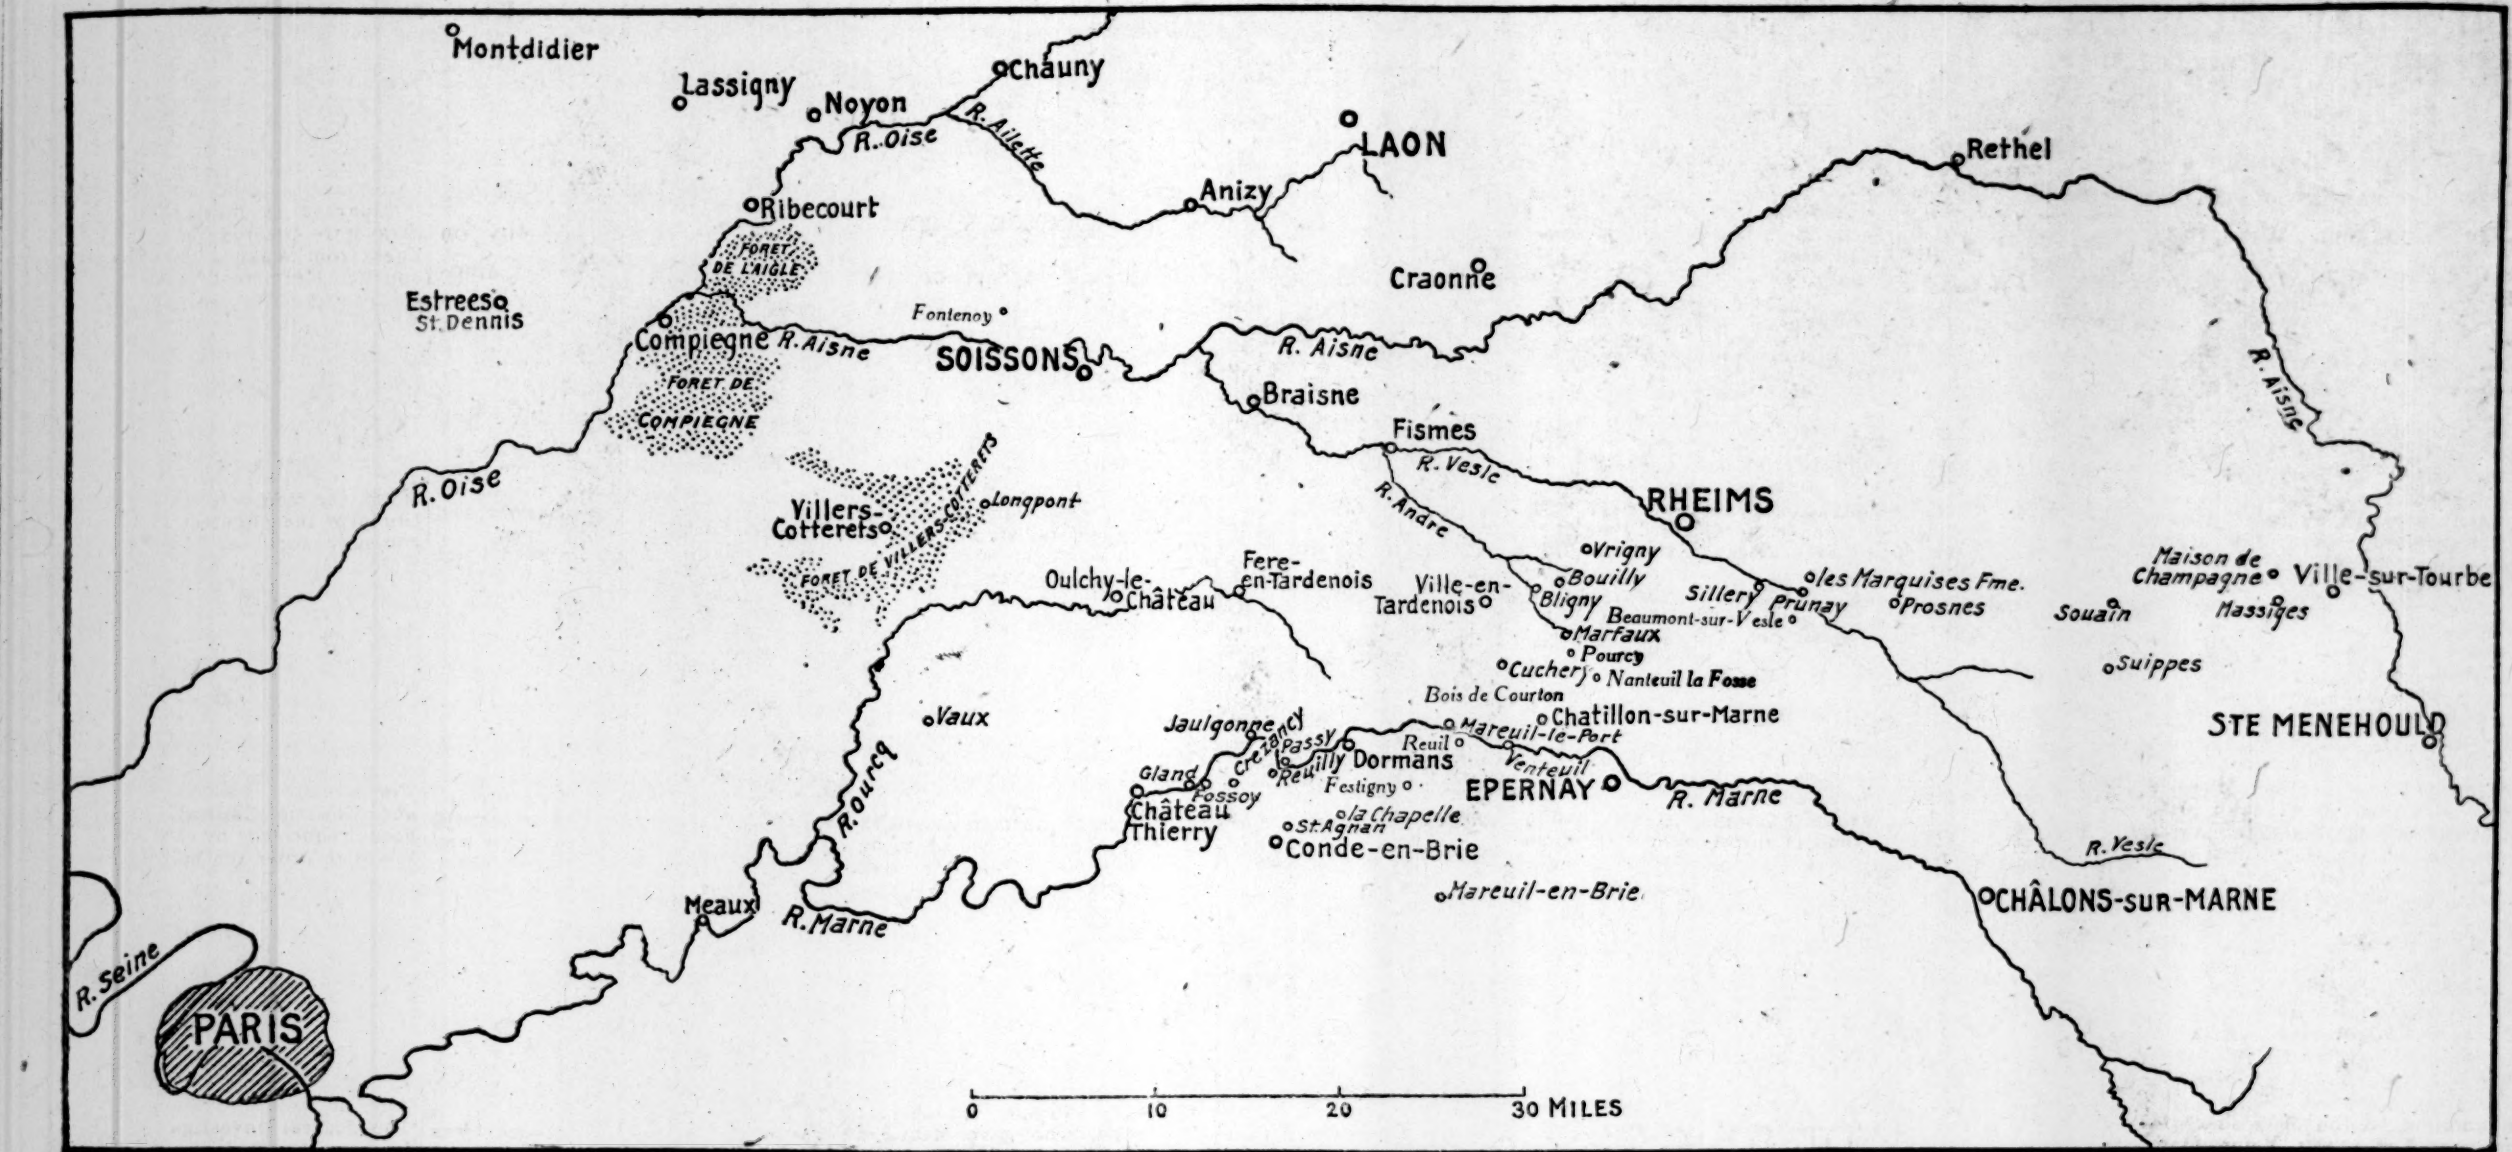 Montdidier
Lassigny
Noyon
Chauny
R. Oise
R. Ailette
LAON
Anizy
Rethel
Ribecourt
FORET
DE L'AIGLE
Craonne
Estrees
St. Dennis
Compiegne
R. Aisne
Fontenoy
SOISSONS
R. Aisne
R. Aisne
FORET DE
COMPIEGNE
Braisne
Fismes
R. Vesle
R. Oise
Villers-
Cotterets
FORET DE VILLERS-COTTERETS
Longpont
R. Andre
RHEIMS
Vrigny
Bouilly
Bligny
Oulchy-le-
Château
Fere-
en-Tardenois
Ville-en-
Tardenois
Sillery
Prunay
les Marquises Fme.
Prosnes
Beaumont-sur-Vesle
Maison de
Champagne
Ville-sur-Tourbe
Souain
Massiges
Marfaux
Pourcy
Cuchery
Nanteuil la Fosse
Suippes
Bois de Courton
Vaux
Jaulgonne
Crezancy
Passy
Reuilly
Dormans
Reuil
Mareuil-le-Port
Chatillon-sur-Marne
Venteuil
STE MENEHOULD
Gland
Fossoy
Château
Thierry
Festigny
EPERNAY
R. Marne
R. Ourcq
la Chapelle
St. Agnan
Conde-en-Brie
R. Vesle
Mareuil-en-Brie
CHÂLONS-SUR-MARNE
Meaux
R. Marne
R. Seine
PARIS
0 10 20 30 MILES